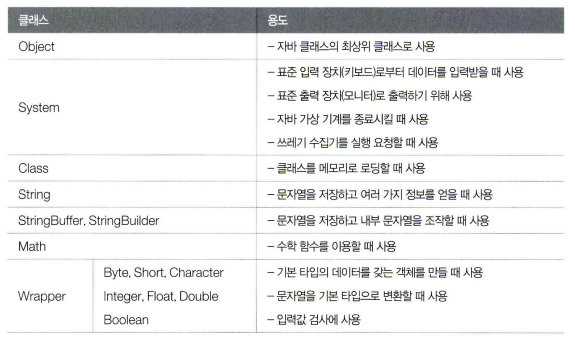 클래스 용도
Object – 자바 클래스의 최상위 클래스로 사용
System – 표준 입력 장치(키보드)로부터 데이터를 입력받을 때 사용
– 표준 출력 장치(모니터)로 출력하기 위해 사용
– 자바 가상 기계를 종료시킬 때 사용
– 쓰레기 수집기를 실행 요청할 때 사용
Class – 클래스를 메모리로 로딩할 때 사용
String – 문자열을 저장하고 여러 가지 정보를 얻을 때 사용
StringBuffer, StringBuilder – 문자열을 저장하고 내부 문자열을 조작할 때 사용
Math – 수학 함수를 이용할 때 사용
Wrapper Byte, Short, Character – 기본 타입의 데이터를 갖는 객체를 만들 때 사용
Integer, Float, Double – 문자열을 기본 타입으로 변환할 때 사용
Boolean – 입력값 검사에 사용